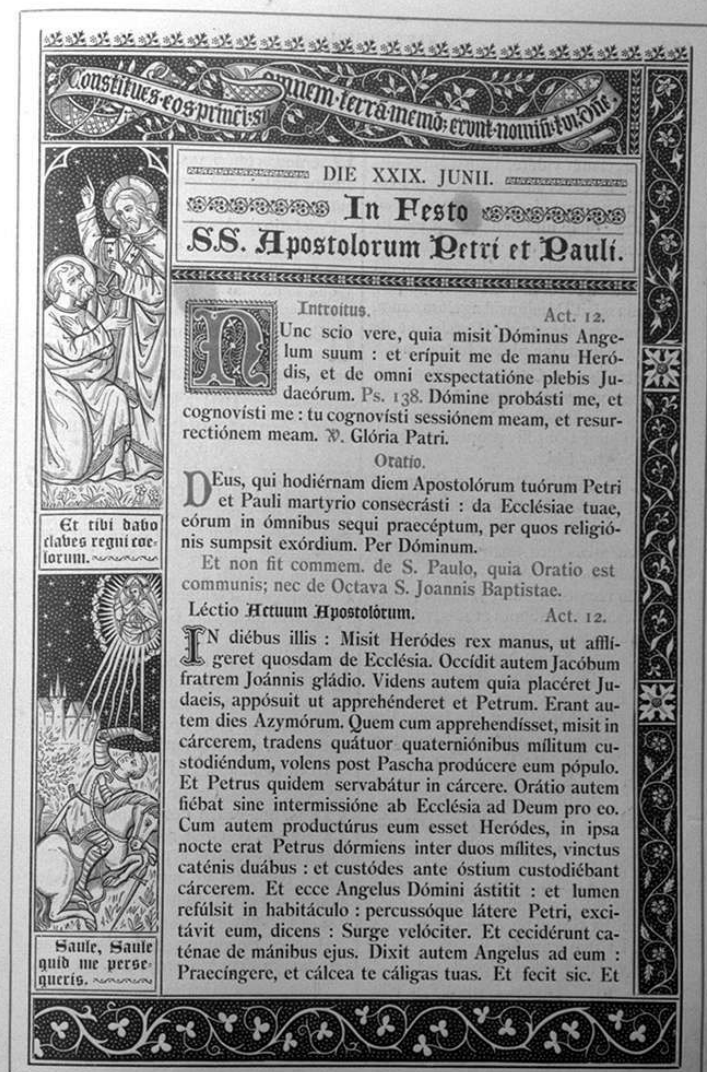 Constitues·eos princi·su omnem·terrā·memō; erunt·nomin̄·tui·Dn̄e.
DIE XXIX. JUNII.
In Festo
S.S. Apostolorum Petri et Pauli.
Introitus. Act. 12.
NUnc scio vere, quia misit Dóminus Ange-
lum suum : et erípuit me de manu Heró-
dis, et de omni exspectatióne plebis Ju-
daeórum. Ps. 138. Dómine probásti me, et
cognovísti me : tu cognovísti sessiónem meam, et resur-
rectiónem meam. ℣. Glória Patri.
Oratio.
DEus, qui hodiérnam diem Apostolórum tuórum Petri
et Pauli martyrio consecrásti : da Ecclésiae tuae,
eórum in ómnibus sequi praecéptum, per quos religió-
nis sumpsit exórdium. Per Dóminum.
Et non fit commem. de S. Paulo, quia Oratio est
communis; nec de Octava S. Joannis Baptistae.
Léctio Actuum Apostolórum. Act. 12.
IN diébus illis : Misit Heródes rex manus, ut afflí-
geret quosdam de Ecclésia. Occídit autem Jacóbum
fratrem Joánnis gládio. Videns autem quia placéret Ju-
daeis, appósuit ut apprehénderet et Petrum. Erant au-
tem dies Azymórum. Quem cum apprehendísset, misit in
cárcerem, tradens quátuor quaterniónibus mílitum cu-
stodiéndum, volens post Pascha prodúcere eum pópulo.
Et Petrus quidem servabátur in cárcere. Orátio autem
fiébat sine intermissióne ab Ecclésia ad Deum pro eo.
Cum autem productúrus eum esset Heródes, in ipsa
nocte erat Petrus dórmiens inter duos mílites, vinctus
caténis duábus : et custódes ante óstium custodiébant
cárcerem. Et ecce Angelus Dómini ástitit : et lumen
refúlsit in habitáculo : percussóque látere Petri, exci-
távit eum, dicens : Surge velóciter. Et cecidérunt ca-
ténae de mánibus ejus. Dixit autem Angelus ad eum :
Praecíngere, et cálcea te cáligas tuas. Et fecit sic. Et
Et tibi dabo
claves regni coe-
lorum.
Saule, Saule
quid me perse-
queris.